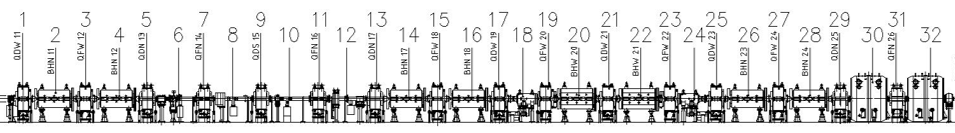 1 2 3 4 5 6 7 8 9 10 11 12 13 14 15 16 17 18 19 20 21 22 23 24 25 26 27 28 29 30 31 32
QDW 11
BHN 11
QFW 12
BHN 12
QDN 13
QFN 14
QDS 15
QFN 16
QDN 17
BHN 17
QFW 18
BHN 18
QDW 19
QFW 20
BHW 20
QDW 21
BHW 21
QFW 22
QDW 23
BHN 23
QFW 24
BHN 24
QDN 25
QFN 26